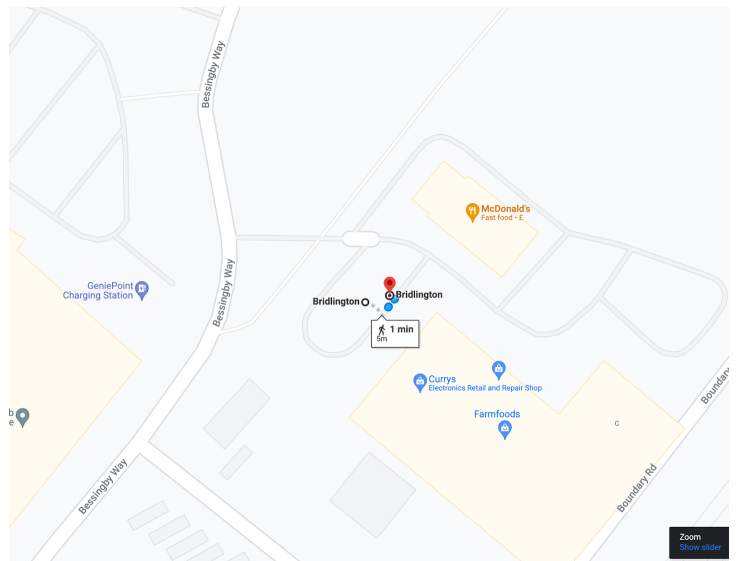 Bessingby Way
McDonald's
Fast food • £
GeniePoint
Charging Station
Bessingby Way
Bridlington
Bridlington
1 min
5m
Currys
Electronics Retail and Repair Shop
Boundary
b
e
Farmfoods
C
Bessingby Way
Boundary Rd
Zoom
Show slider